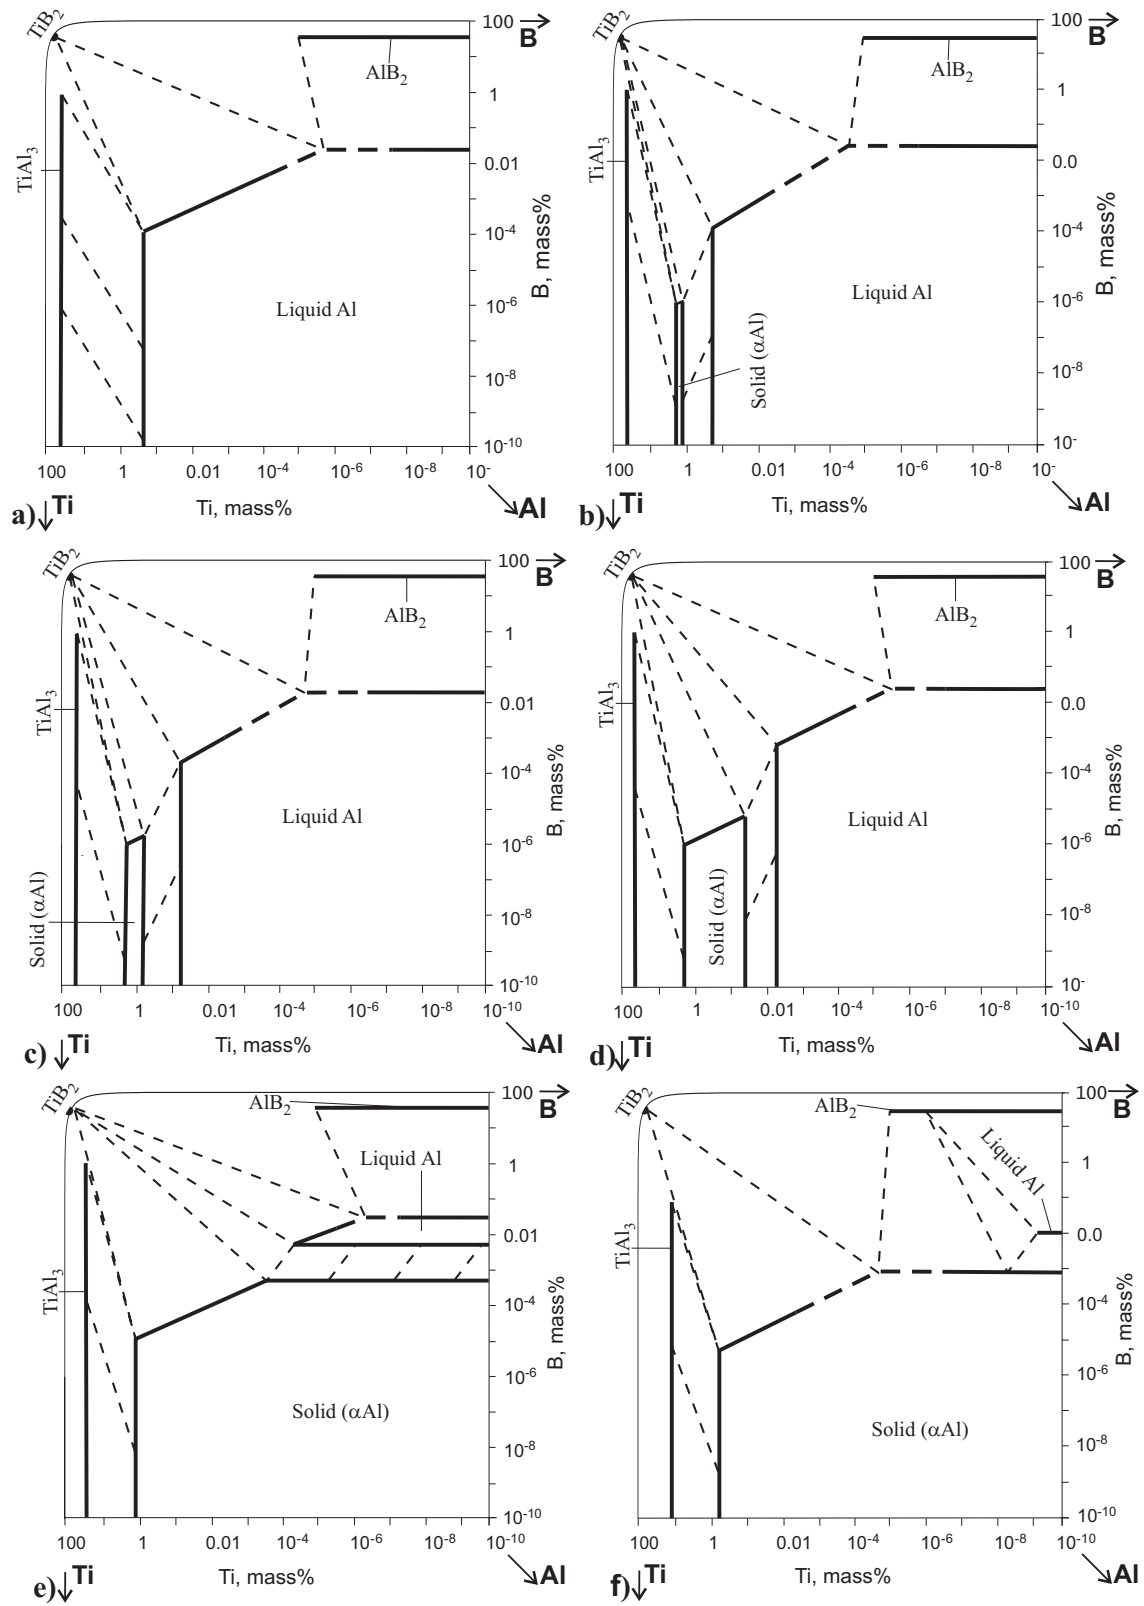 TiB2
100
B
AlB2
1
0.01
TiAl3
B, mass%
10-4
Liquid Al
10-6
10-8
10-10
100
1
0.01
10-4
10-6
10-8
10-
a)
Ti
Ti, mass%
Al
TiB2
100
B
AlB2
1
0.0
TiAl3
B, mass%
10-4
Liquid Al
10-6
Solid (αAl)
10-8
10-
100
1
0.01
10-4
10-6
10-8
10-
b)
Ti
Ti, mass%
Al
TiB2
100
B
AlB2
1
0.01
TiAl3
B, mass%
10-4
Liquid Al
10-6
Solid (αAl)
10-8
10-10
100
1
0.01
10-4
10-6
10-8
10-10
c)
Ti
Ti, mass%
Al
TiB2
100
B
AlB2
1
0.0
TiAl3
B, mass%
10-4
Liquid Al
10-6
Solid (αAl)
10-8
10-
100
1
0.01
10-4
10-6
10-8
10-10
d)
Ti
Ti, mass%
Al
TiB2
100
B
AlB2
Liquid Al
1
0.01
TiAl3
B, mass%
10-4
10-6
Solid (αAl)
10-8
10-10
100
1
0.01
10-4
10-6
10-8
10-10
e)
Ti
Ti, mass%
Al
TiB2
100
B
AlB2
Liquid Al
1
0.0
TiAl3
B, mass%
10-4
10-6
Solid (αAl)
10-8
10-10
100
1
0.01
10-4
10-6
10-8
10-10
f)
Ti
Ti, mass%
Al